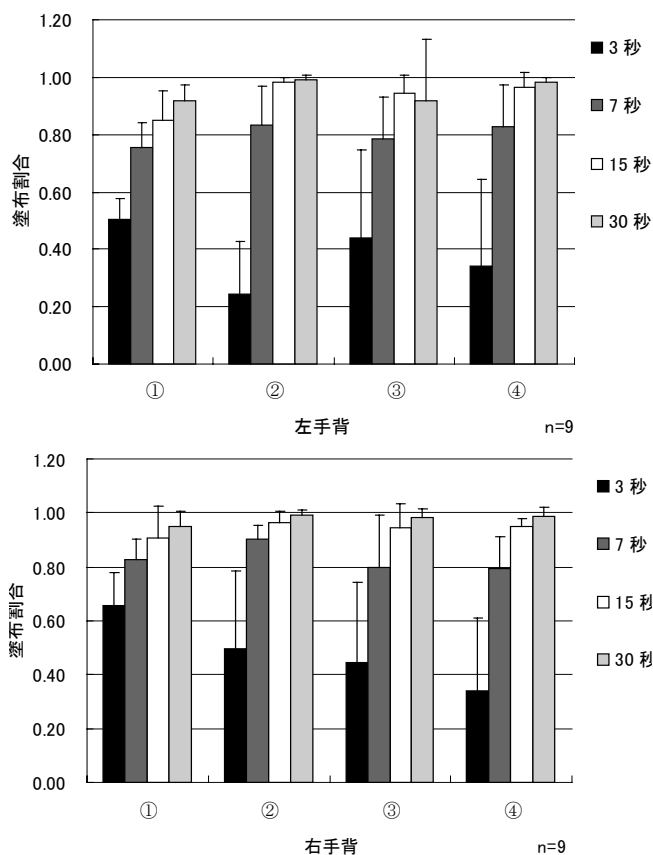 1.20
1.00
0.80
0.60
0.40
0.20
0.00
塗布割合
① ② ③ ④
左手背 n=9
■ 3 秒
■ 7 秒
□ 15 秒
■ 30 秒
1.20
1.00
0.80
0.60
0.40
0.20
0.00
塗布割合
① ② ③ ④
右手背 n=9
■ 3 秒
■ 7 秒
□ 15 秒
■ 30 秒